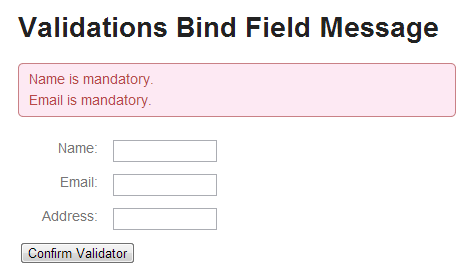 Validations Bind Field Message
Name is mandatory.
Email is mandatory.
Name:
Email:
Address:
Confirm Validator